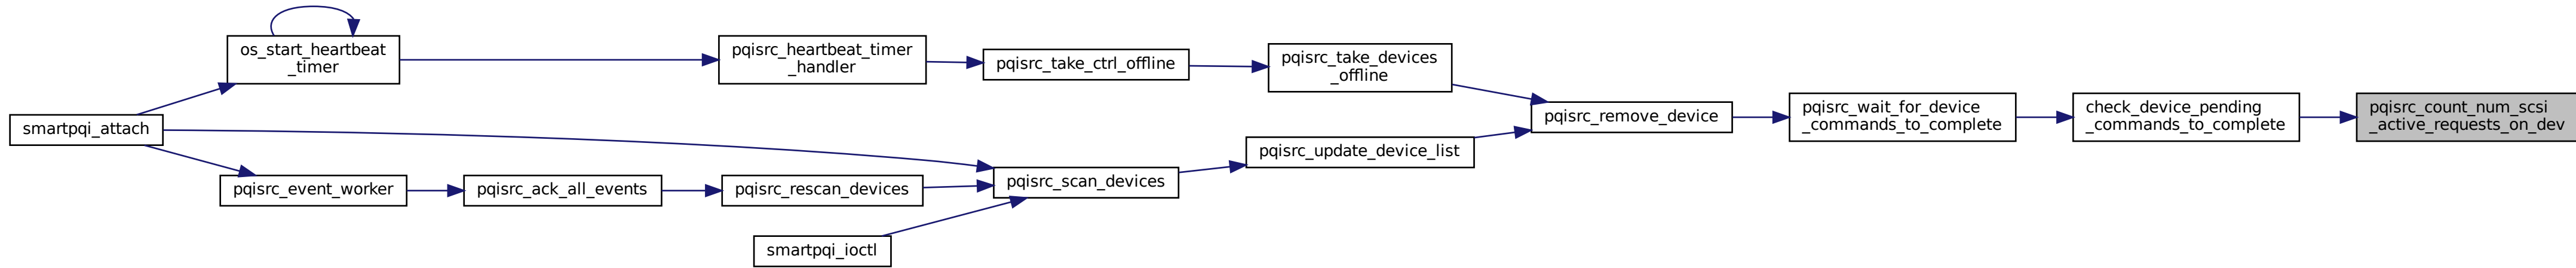 os_start_heartbeat
_timer
pqisrc_heartbeat_timer
_handler
pqisrc_take_ctrl_offline
pqisrc_take_devices
_offline
smartpqi_attach
pqisrc_remove_device
pqisrc_wait_for_device
_commands_to_complete
check_device_pending
_commands_to_complete
pqisrc_count_num_scsi
_active_requests_on_dev
pqisrc_update_device_list
pqisrc_event_worker
pqisrc_ack_all_events
pqisrc_rescan_devices
pqisrc_scan_devices
smartpqi_ioctl